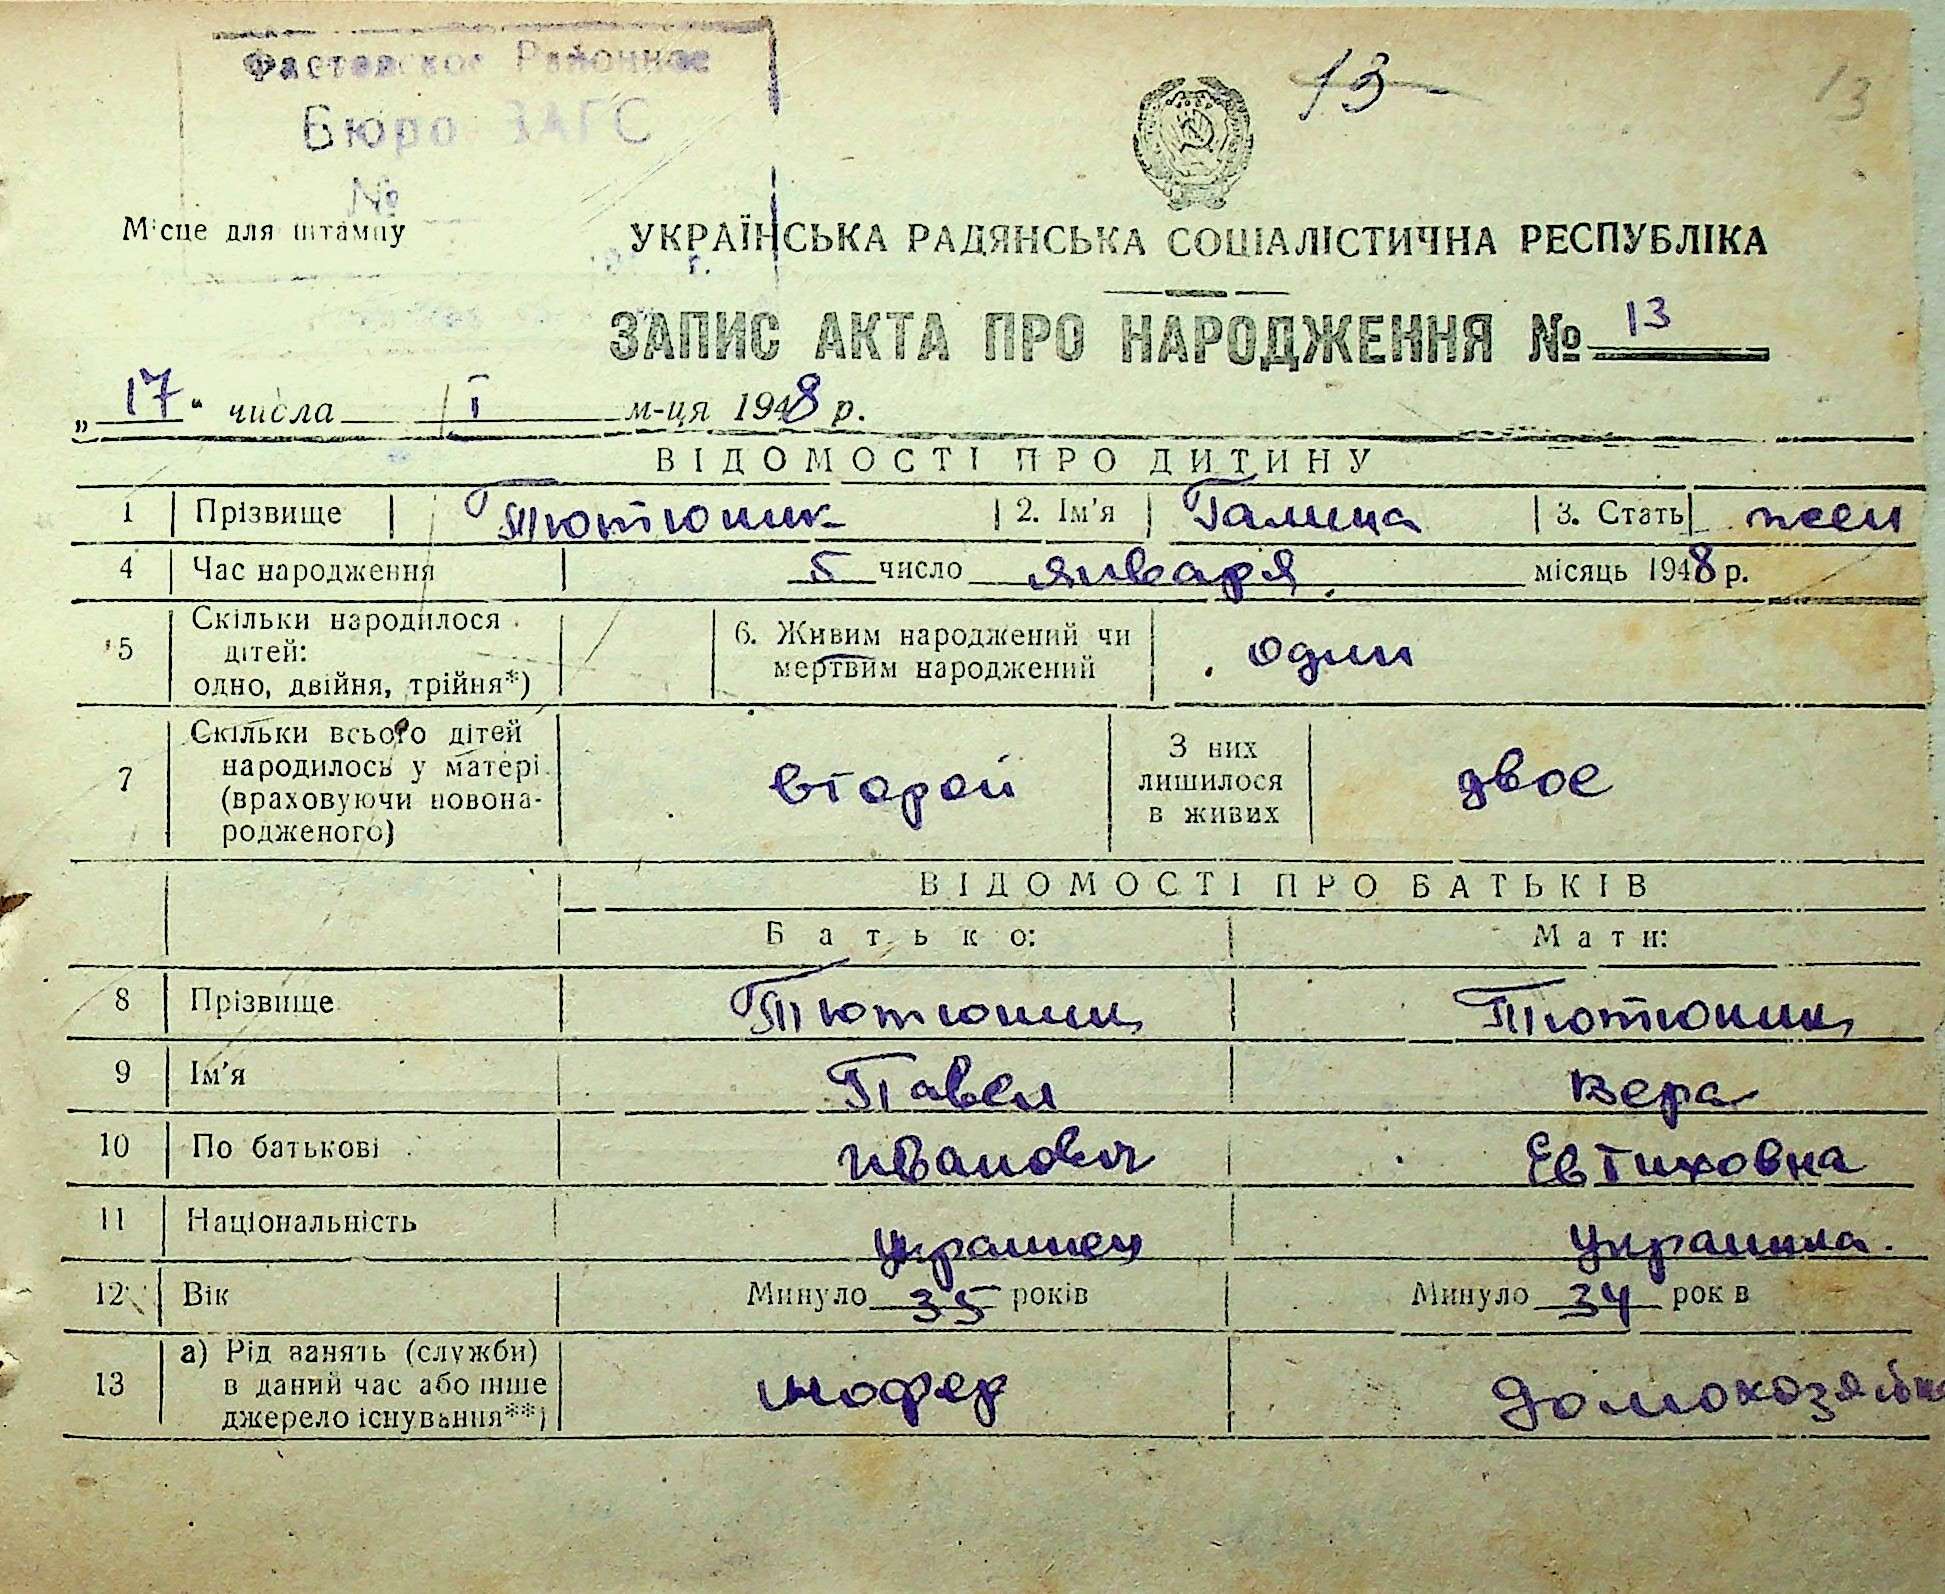 Фастовское Районное
Бюро ЗАГС
№
13
13
Місце для штампу
г.
УКРАЇНСЬКА РАДЯНСЬКА СОЦІАЛІСТИЧНА РЕСПУБЛІКА
ЗАПИС АКТА ПРО НАРОДЖЕННЯ № 13
„17“ числа І м-ця 1948 р.
ВІДОМОСТІ ПРО ДИТИНУ
1 Прізвище Тютюник 2. Ім'я Галина 3. Стать жен
4 Час народження 5 число января місяць 1948 р.
5 Скільки народилося дітей: одно, двійня, трійня*) 6. Живим народжений чи мертвим народжений один
7 Скільки всього дітей народилось у матері (враховуючи новонародженого) второй З них лишилося в живих двое
ВІДОМОСТІ ПРО БАТЬКІВ
Батько: Мати:
8 Прізвище Тютюник Тютюник
9 Ім'я Павел Вера
10 По батькові Иванович Евтиховна
11 Національність украинец украинка.
12 Вік Минуло 35 років Минуло 34 рок в
13 а) Рід занять (служби) в даний час або інше джерело існування**) шофер домохозяйка